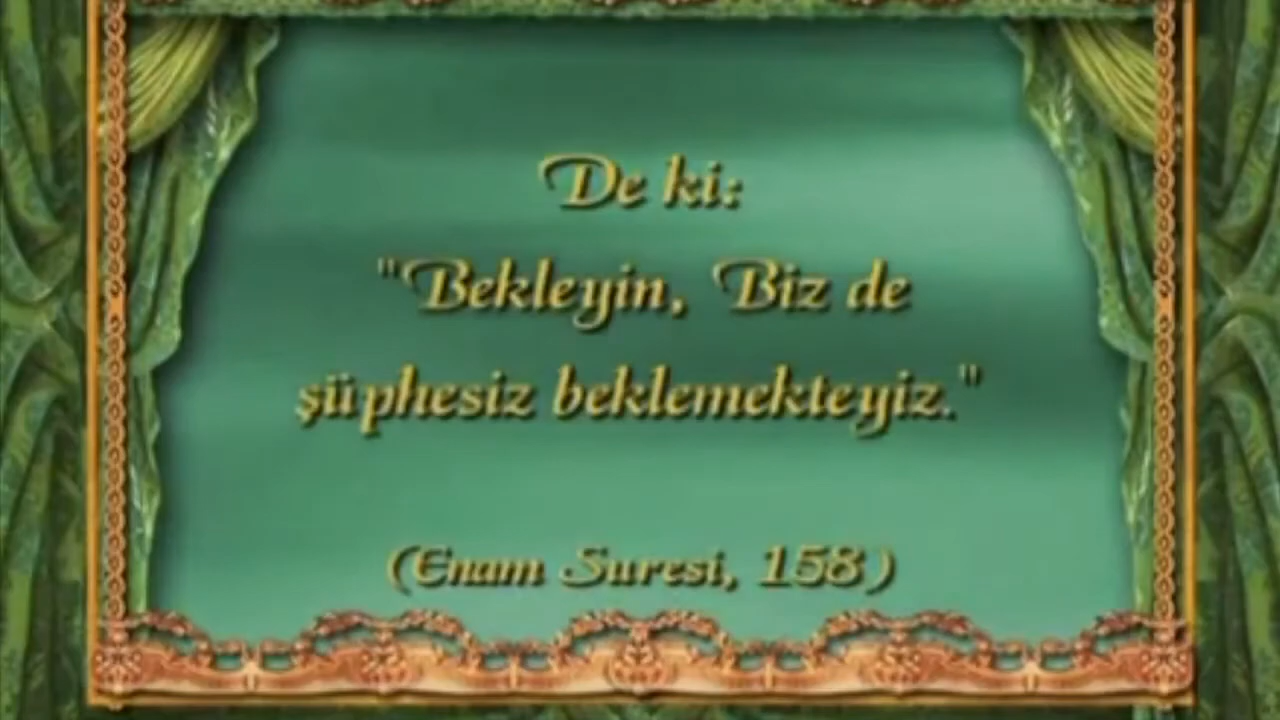 De ki:
"Bekleyin, Biz de
şüphesiz beklemekteyiz."
(Enam Suresi, 158)